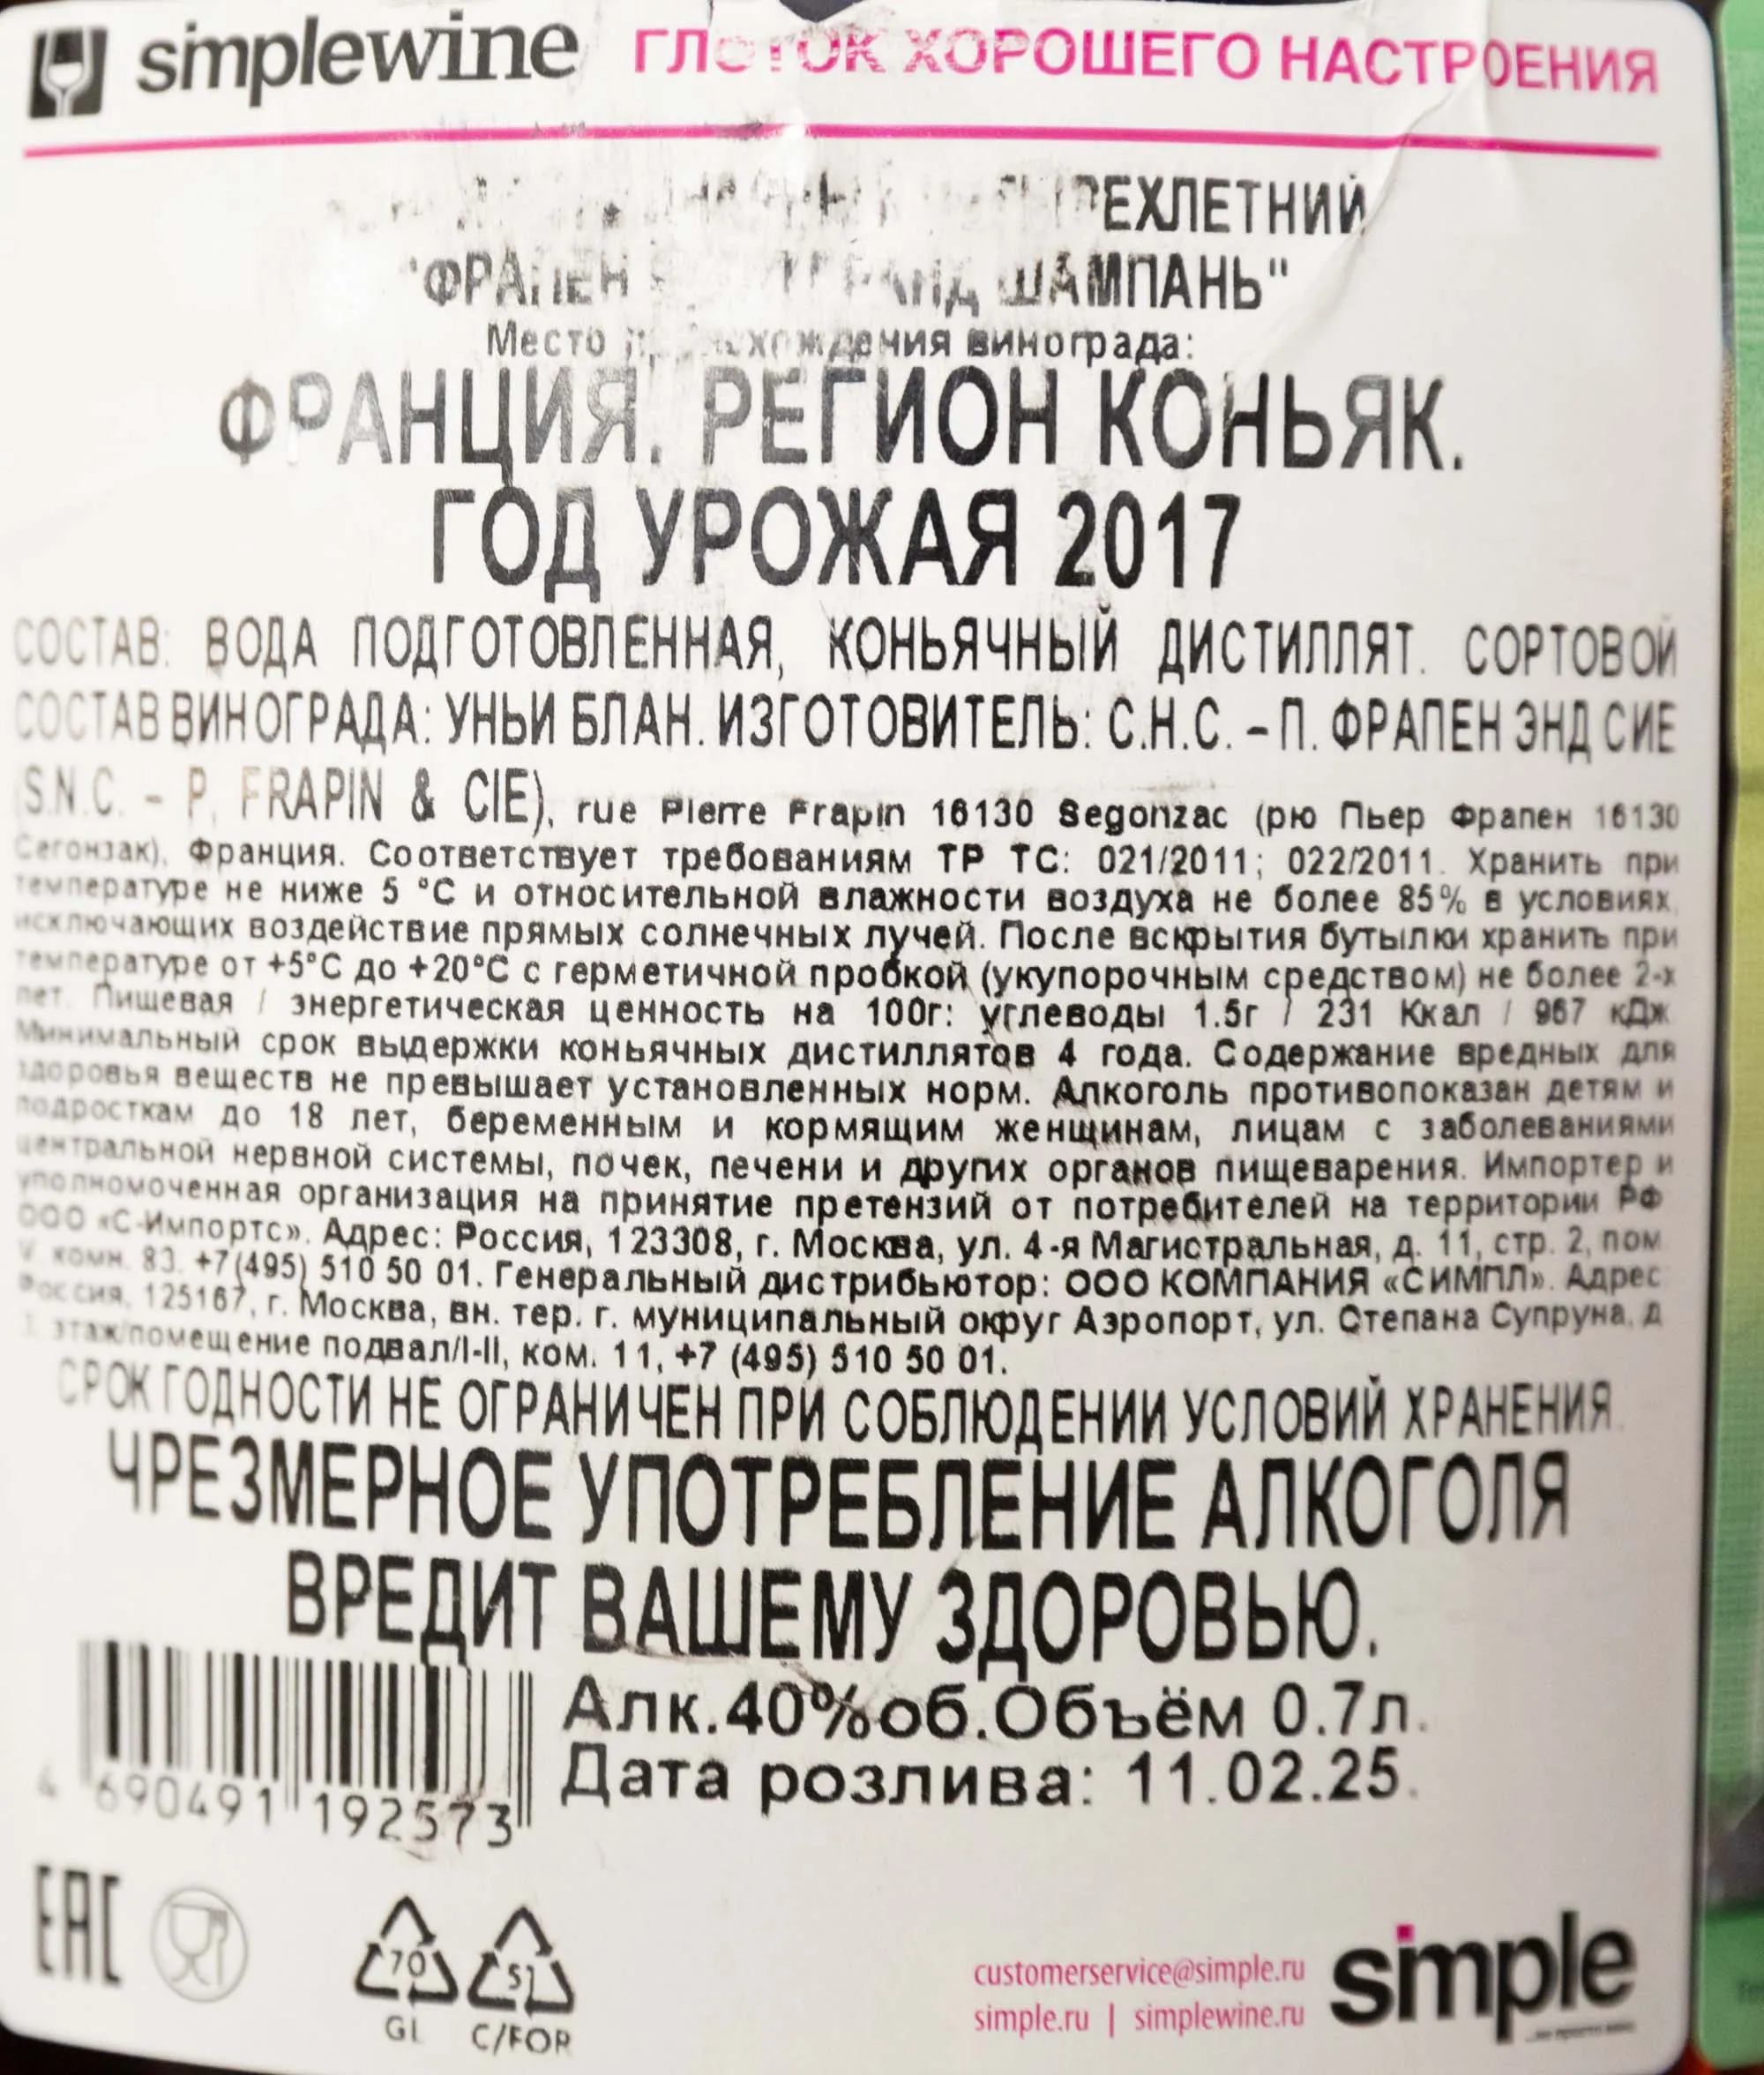 simplewine ГЛОТОК ХОРОШЕГО НАСТРОЕНИЯ
"ФРАПЕН ГРАНД ШАМПАНЬ"
Место происхождения винограда:
ФРАНЦИЯ. РЕГИОН КОНЬЯК.
ГОД УРОЖАЯ 2017
СОСТАВ: ВОДА ПОДГОТОВЛЕННАЯ, КОНЬЯЧНЫЙ ДИСТИЛЛЯТ. СОРТОВОЙ
СОСТАВ ВИНОГРАДА: УНЬИ БЛАН. ИЗГОТОВИТЕЛЬ: С.Н.С. – П. ФРАПЕН ЭНД СИЕ
(S.N.C. – P. FRAPIN & CIE), rue Pierre Frapin 16130 Segonzac (рю Пьер Фрапен 16130
Сегонзак), Франция. Соответствует требованиям ТР ТС: 021/2011; 022/2011. Хранить при
температуре не ниже 5 °С и относительной влажности воздуха не более 85% в условиях,
исключающих воздействие прямых солнечных лучей. После вскрытия бутылки хранить при
температуре от +5°С до +20°С с герметичной пробкой (укупорочным средством) не более 2-х
лет. Пищевая / энергетическая ценность на 100г: углеводы 1.5г / 231 Ккал / 967 кДж
Минимальный срок выдержки коньячных дистиллятов 4 года. Содержание вредных для
здоровья веществ не превышает установленных норм. Алкоголь противопоказан детям и
подросткам до 18 лет, беременным и кормящим женщинам, лицам с заболеваниями
центральной нервной системы, почек, печени и других органов пищеварения. Импортер и
уполномоченная организация на принятие претензий от потребителей на территории РФ
ООО «С-Импортс». Адрес: Россия, 123308, г. Москва, ул. 4-я Магистральная, д. 11, стр. 2, пом.
V комн. 83. +7(495) 510 50 01. Генеральный дистрибьютор: ООО КОМПАНИЯ «СИМПЛ». Адрес
Россия, 125167, г. Москва, вн. тер. г. муниципальный округ Аэропорт, ул. Степана Супруна, д
этаж/помещение подвал/I-II, ком. 11, +7 (495) 510 50 01.
СРОК ГОДНОСТИ НЕ ОГРАНИЧЕН ПРИ СОБЛЮДЕНИИ УСЛОВИЙ ХРАНЕНИЯ.
ЧРЕЗМЕРНОЕ УПОТРЕБЛЕНИЕ АЛКОГОЛЯ
ВРЕДИТ ВАШЕМУ ЗДОРОВЬЮ.
Алк.40%об.Объём 0.7л.
Дата розлива: 11.02.25.
4 690491 192573
EAC
70 51
GL C/FOR
customerservice@simple.ru
simple.ru | simplewine.ru
simple